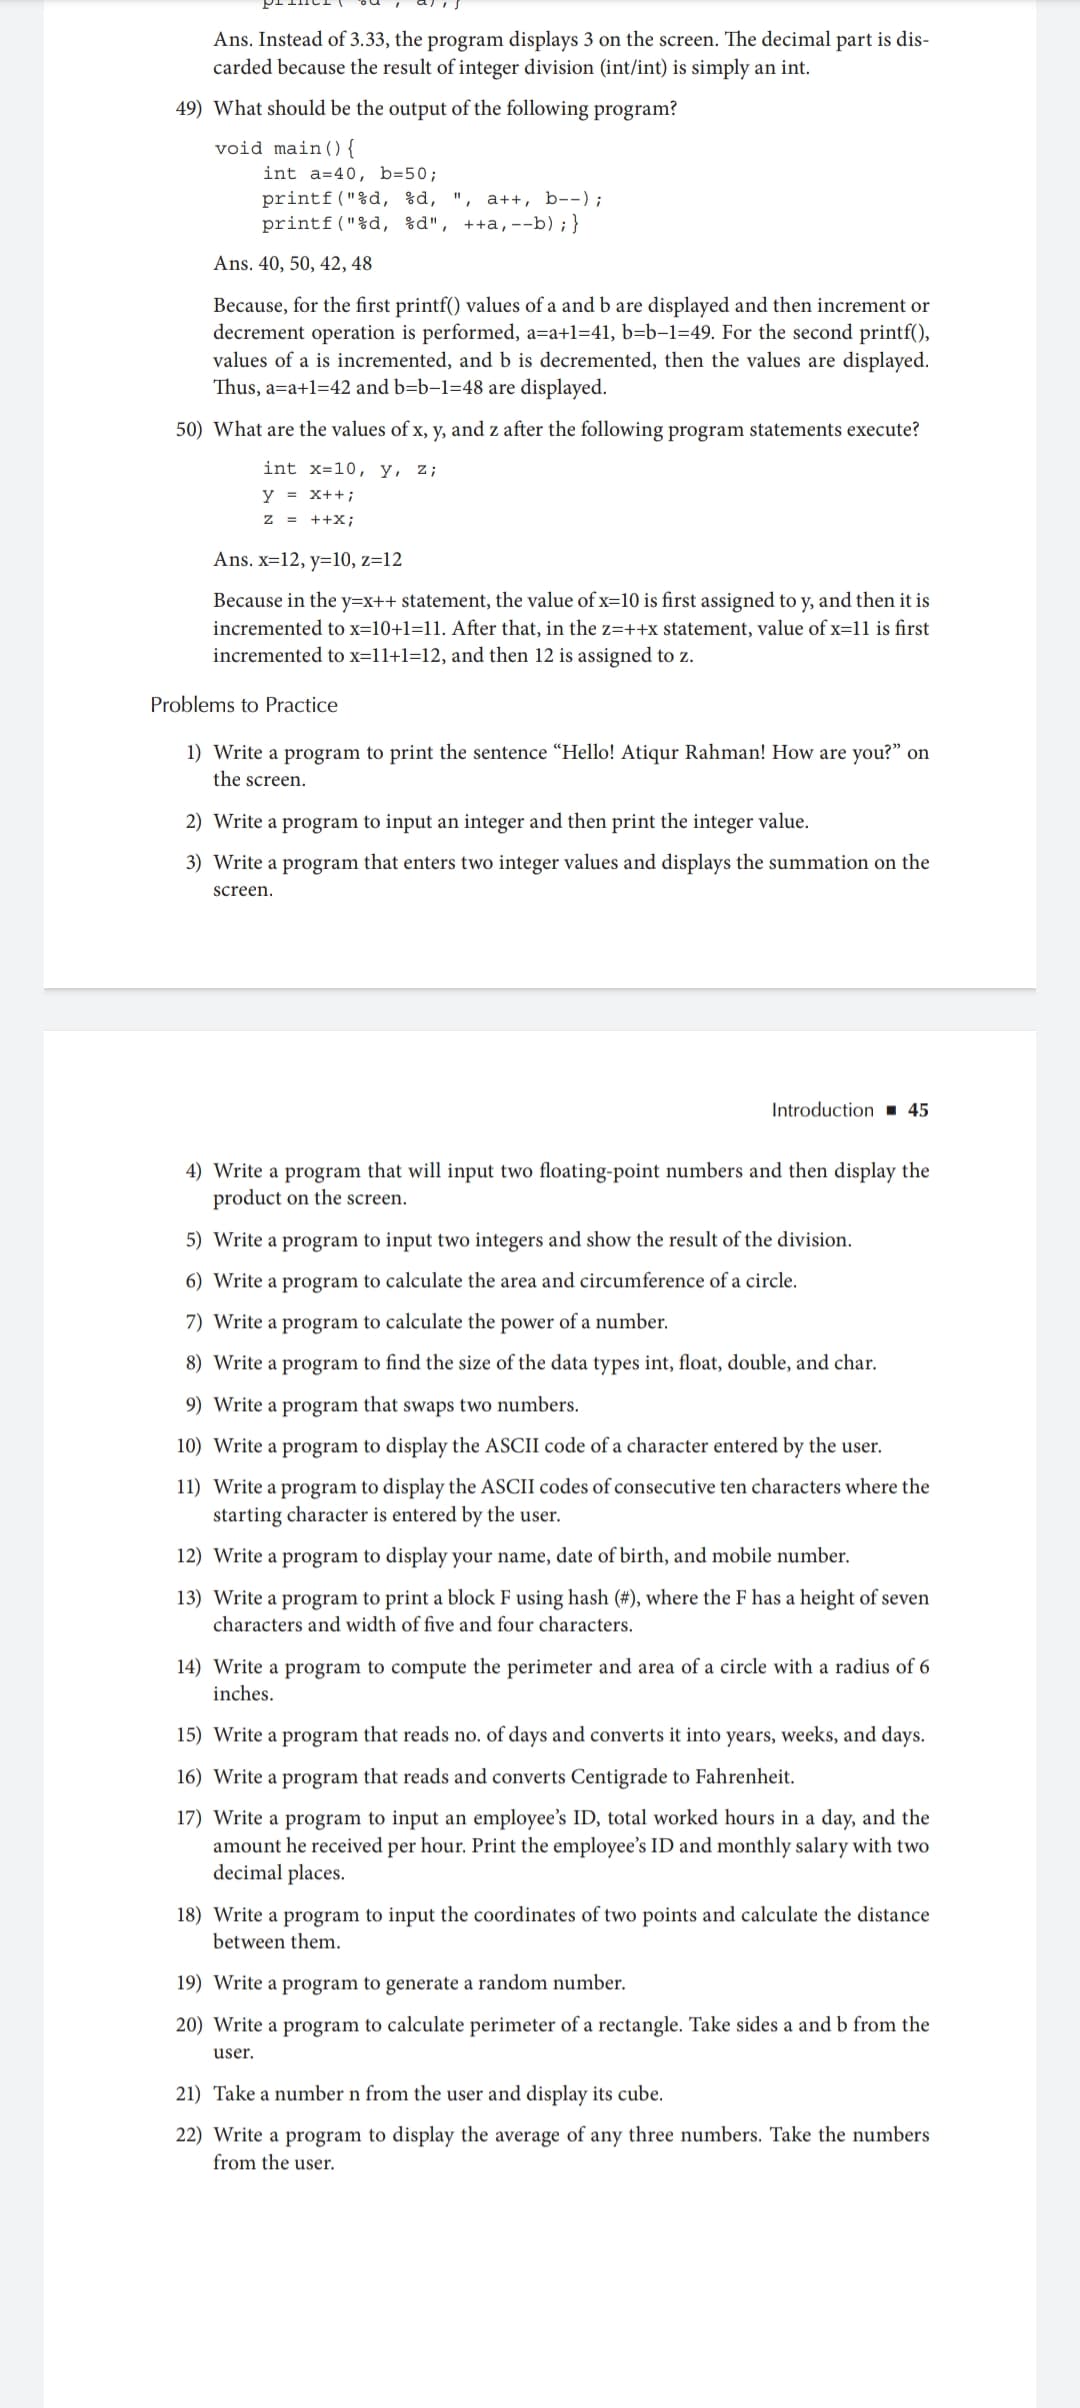 Ans. Instead of 3.33, the program displays 3 on the screen. The decimal part is dis-
carded because the result of integer division (int/int) is simply an int.
49) What should be the output of the following program?
void main(){
int a=40, b=50;
printf("%d, %d, ", a++, b--);
printf("%d, %d", ++a,--b);}
Ans. 40, 50, 42, 48
Because, for the first printf() values of a and b are displayed and then increment or
decrement operation is performed, a=a+1=41, b=b–1=49. For the second printf(),
values of a is incremented, and b is decremented, then the values are displayed.
Thus, a=a+1=42 and b=b–1=48 are displayed.
50) What are the values of x, y, and z after the following program statements execute?
int x=10, y, z;
y = x++;
z = ++x;
Ans. x=12, y=10, z=12
Because in the y=x++ statement, the value of x=10 is first assigned to y, and then it is
incremented to x=10+1=11. After that, in the z=++x statement, value of x=11 is first
incremented to x=11+1=12, and then 12 is assigned to z.
Problems to Practice
1) Write a program to print the sentence “Hello! Atiqur Rahman! How are you?” on
the screen.
2) Write a program to input an integer and then print the integer value.
3) Write a program that enters two integer values and displays the summation on the
screen.
Introduction ■ 45
4) Write a program that will input two floating-point numbers and then display the
product on the screen.
5) Write a program to input two integers and show the result of the division.
6) Write a program to calculate the area and circumference of a circle.
7) Write a program to calculate the power of a number.
8) Write a program to find the size of the data types int, float, double, and char.
9) Write a program that swaps two numbers.
10) Write a program to display the ASCII code of a character entered by the user.
11) Write a program to display the ASCII codes of consecutive ten characters where the
starting character is entered by the user.
12) Write a program to display your name, date of birth, and mobile number.
13) Write a program to print a block F using hash (#), where the F has a height of seven
characters and width of five and four characters.
14) Write a program to compute the perimeter and area of a circle with a radius of 6
inches.
15) Write a program that reads no. of days and converts it into years, weeks, and days.
16) Write a program that reads and converts Centigrade to Fahrenheit.
17) Write a program to input an employee’s ID, total worked hours in a day, and the
amount he received per hour. Print the employee’s ID and monthly salary with two
decimal places.
18) Write a program to input the coordinates of two points and calculate the distance
between them.
19) Write a program to generate a random number.
20) Write a program to calculate perimeter of a rectangle. Take sides a and b from the
user.
21) Take a number n from the user and display its cube.
22) Write a program to display the average of any three numbers. Take the numbers
from the user.